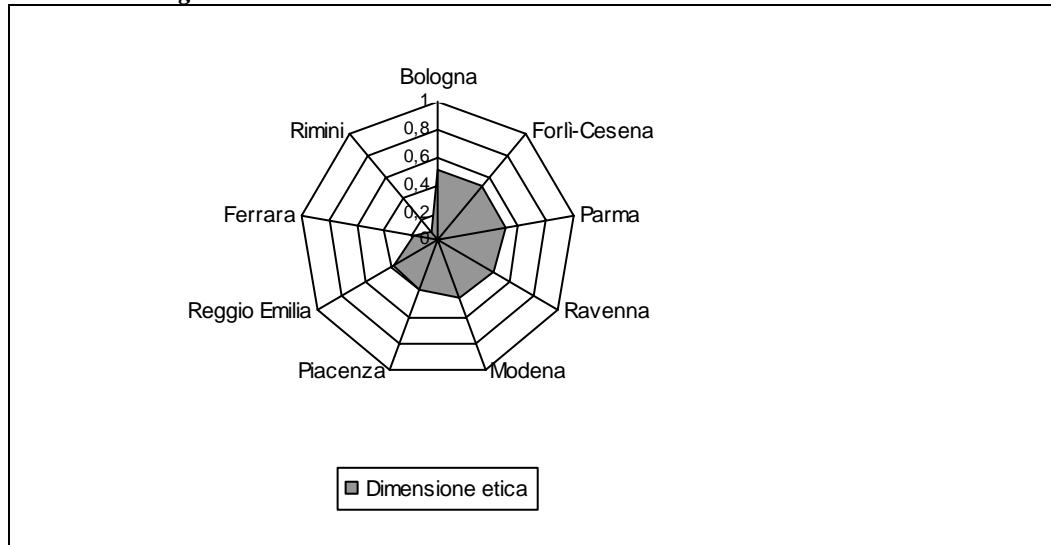 Bologna
1
0,8
0,6
0,4
0,2
0
Forlì-Cesena
Parma
Ravenna
Modena
Piacenza
Reggio Emilia
Ferrara
Rimini
Dimensione etica